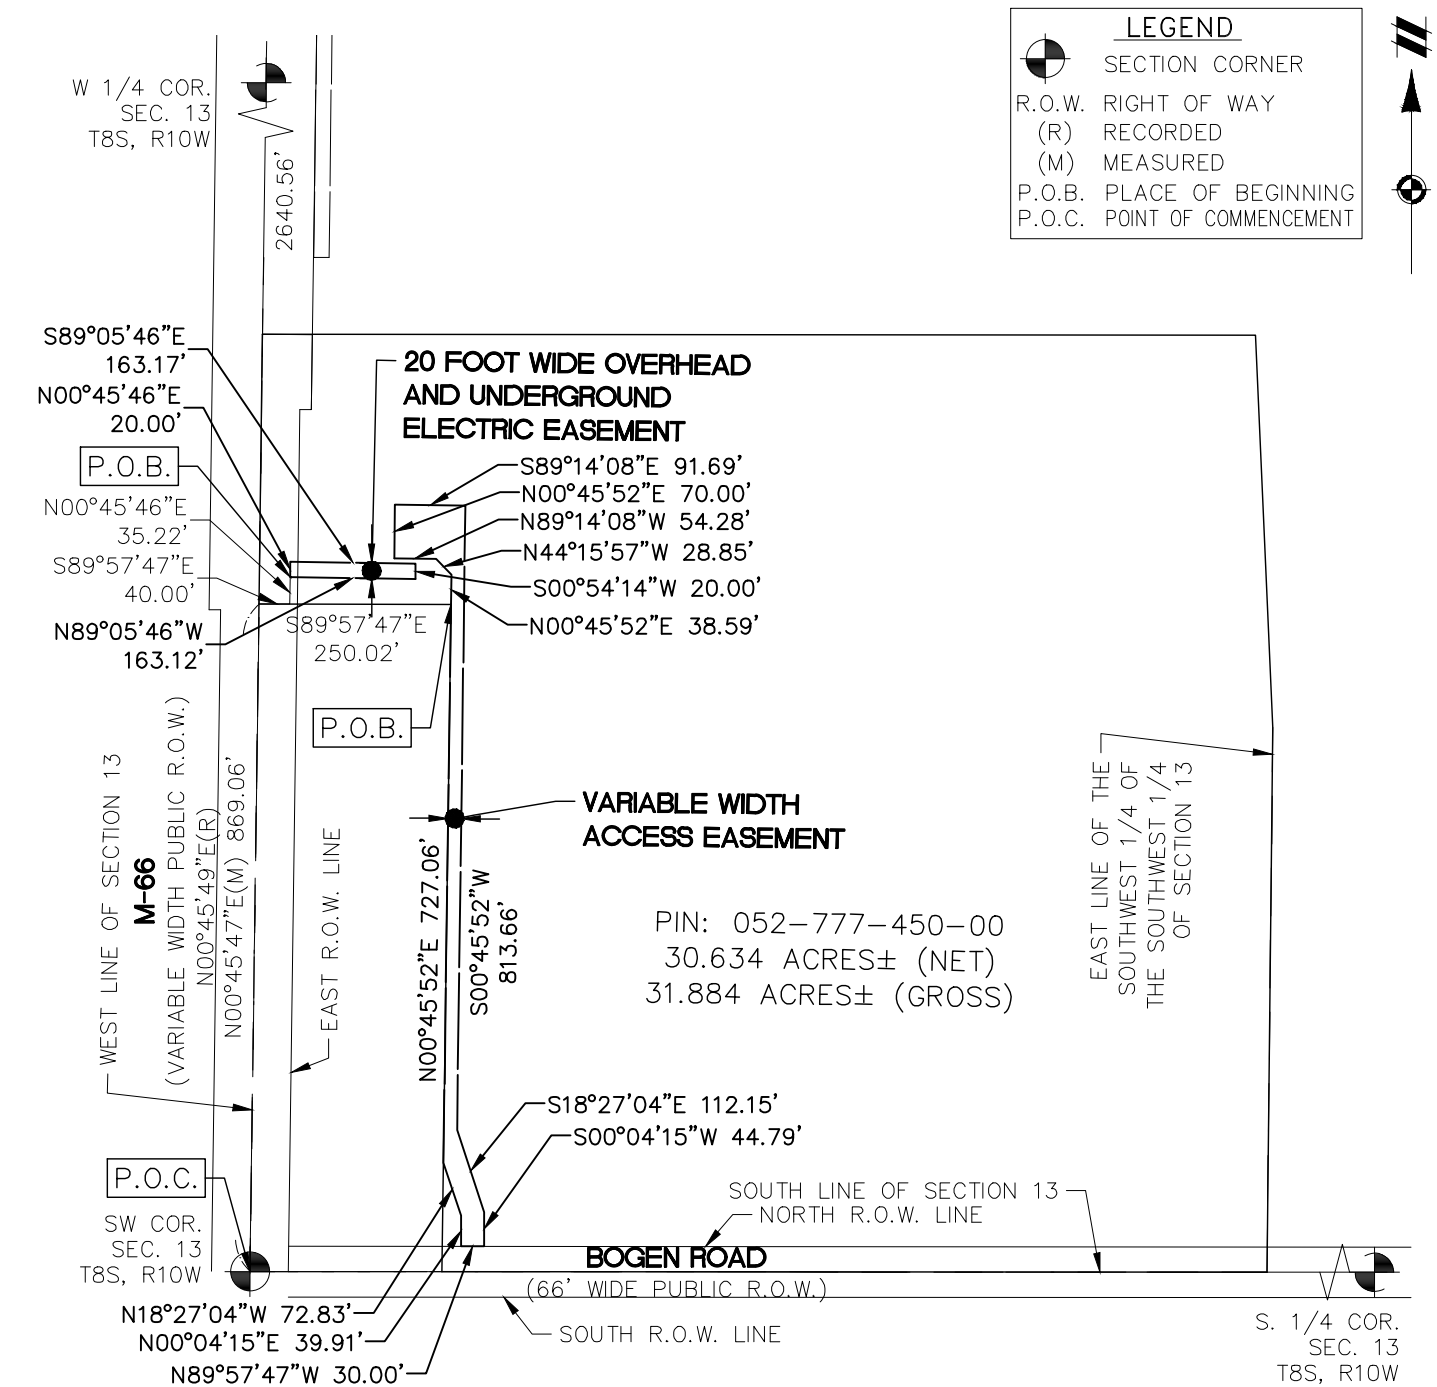 LEGEND
SECTION CORNER
R.O.W. RIGHT OF WAY
(R) RECORDED
(M) MEASURED
P.O.B. PLACE OF BEGINNING
P.O.C. POINT OF COMMENCEMENT
W 1/4 COR.
SEC. 13
T8S, R10W
2640.56'
S89°05'46"E
163.17'
N00°45'46"E
20.00'
P.O.B.
N00°45'46"E
35.22'
S89°57'47"E
40.00'
N89°05'46"W
163.12'
20 FOOT WIDE OVERHEAD
AND UNDERGROUND
ELECTRIC EASEMENT
S89°14'08"E 91.69'
N00°45'52"E 70.00'
N89°14'08"W 54.28'
N44°15'57"W 28.85'
S00°54'14"W 20.00'
N00°45'52"E 38.59'
S89°57'47"E
250.02'
P.O.B.
WEST LINE OF SECTION 13
M-66
(VARIABLE WIDTH PUBLIC R.O.W.)
N00°45'49"E(R)
N00°45'47"E(M) 869.06'
EAST R.O.W. LINE
N00°45'52"E 727.06'
S00°45'52"W
813.66'
VARIABLE WIDTH
ACCESS EASEMENT
PIN: 052-777-450-00
30.634 ACRES± (NET)
31.884 ACRES± (GROSS)
EAST LINE OF THE
SOUTHWEST 1/4 OF
THE SOUTHWEST 1/4
OF SECTION 13
S18°27'04"E 112.15'
S00°04'15"W 44.79'
P.O.C.
SW COR.
SEC. 13
T8S, R10W
SOUTH LINE OF SECTION 13
NORTH R.O.W. LINE
BOGEN ROAD
(66' WIDE PUBLIC R.O.W.)
SOUTH R.O.W. LINE
N18°27'04"W 72.83'
N00°04'15"E 39.91'
N89°57'47"W 30.00'
S. 1/4 COR.
SEC. 13
T8S, R10W